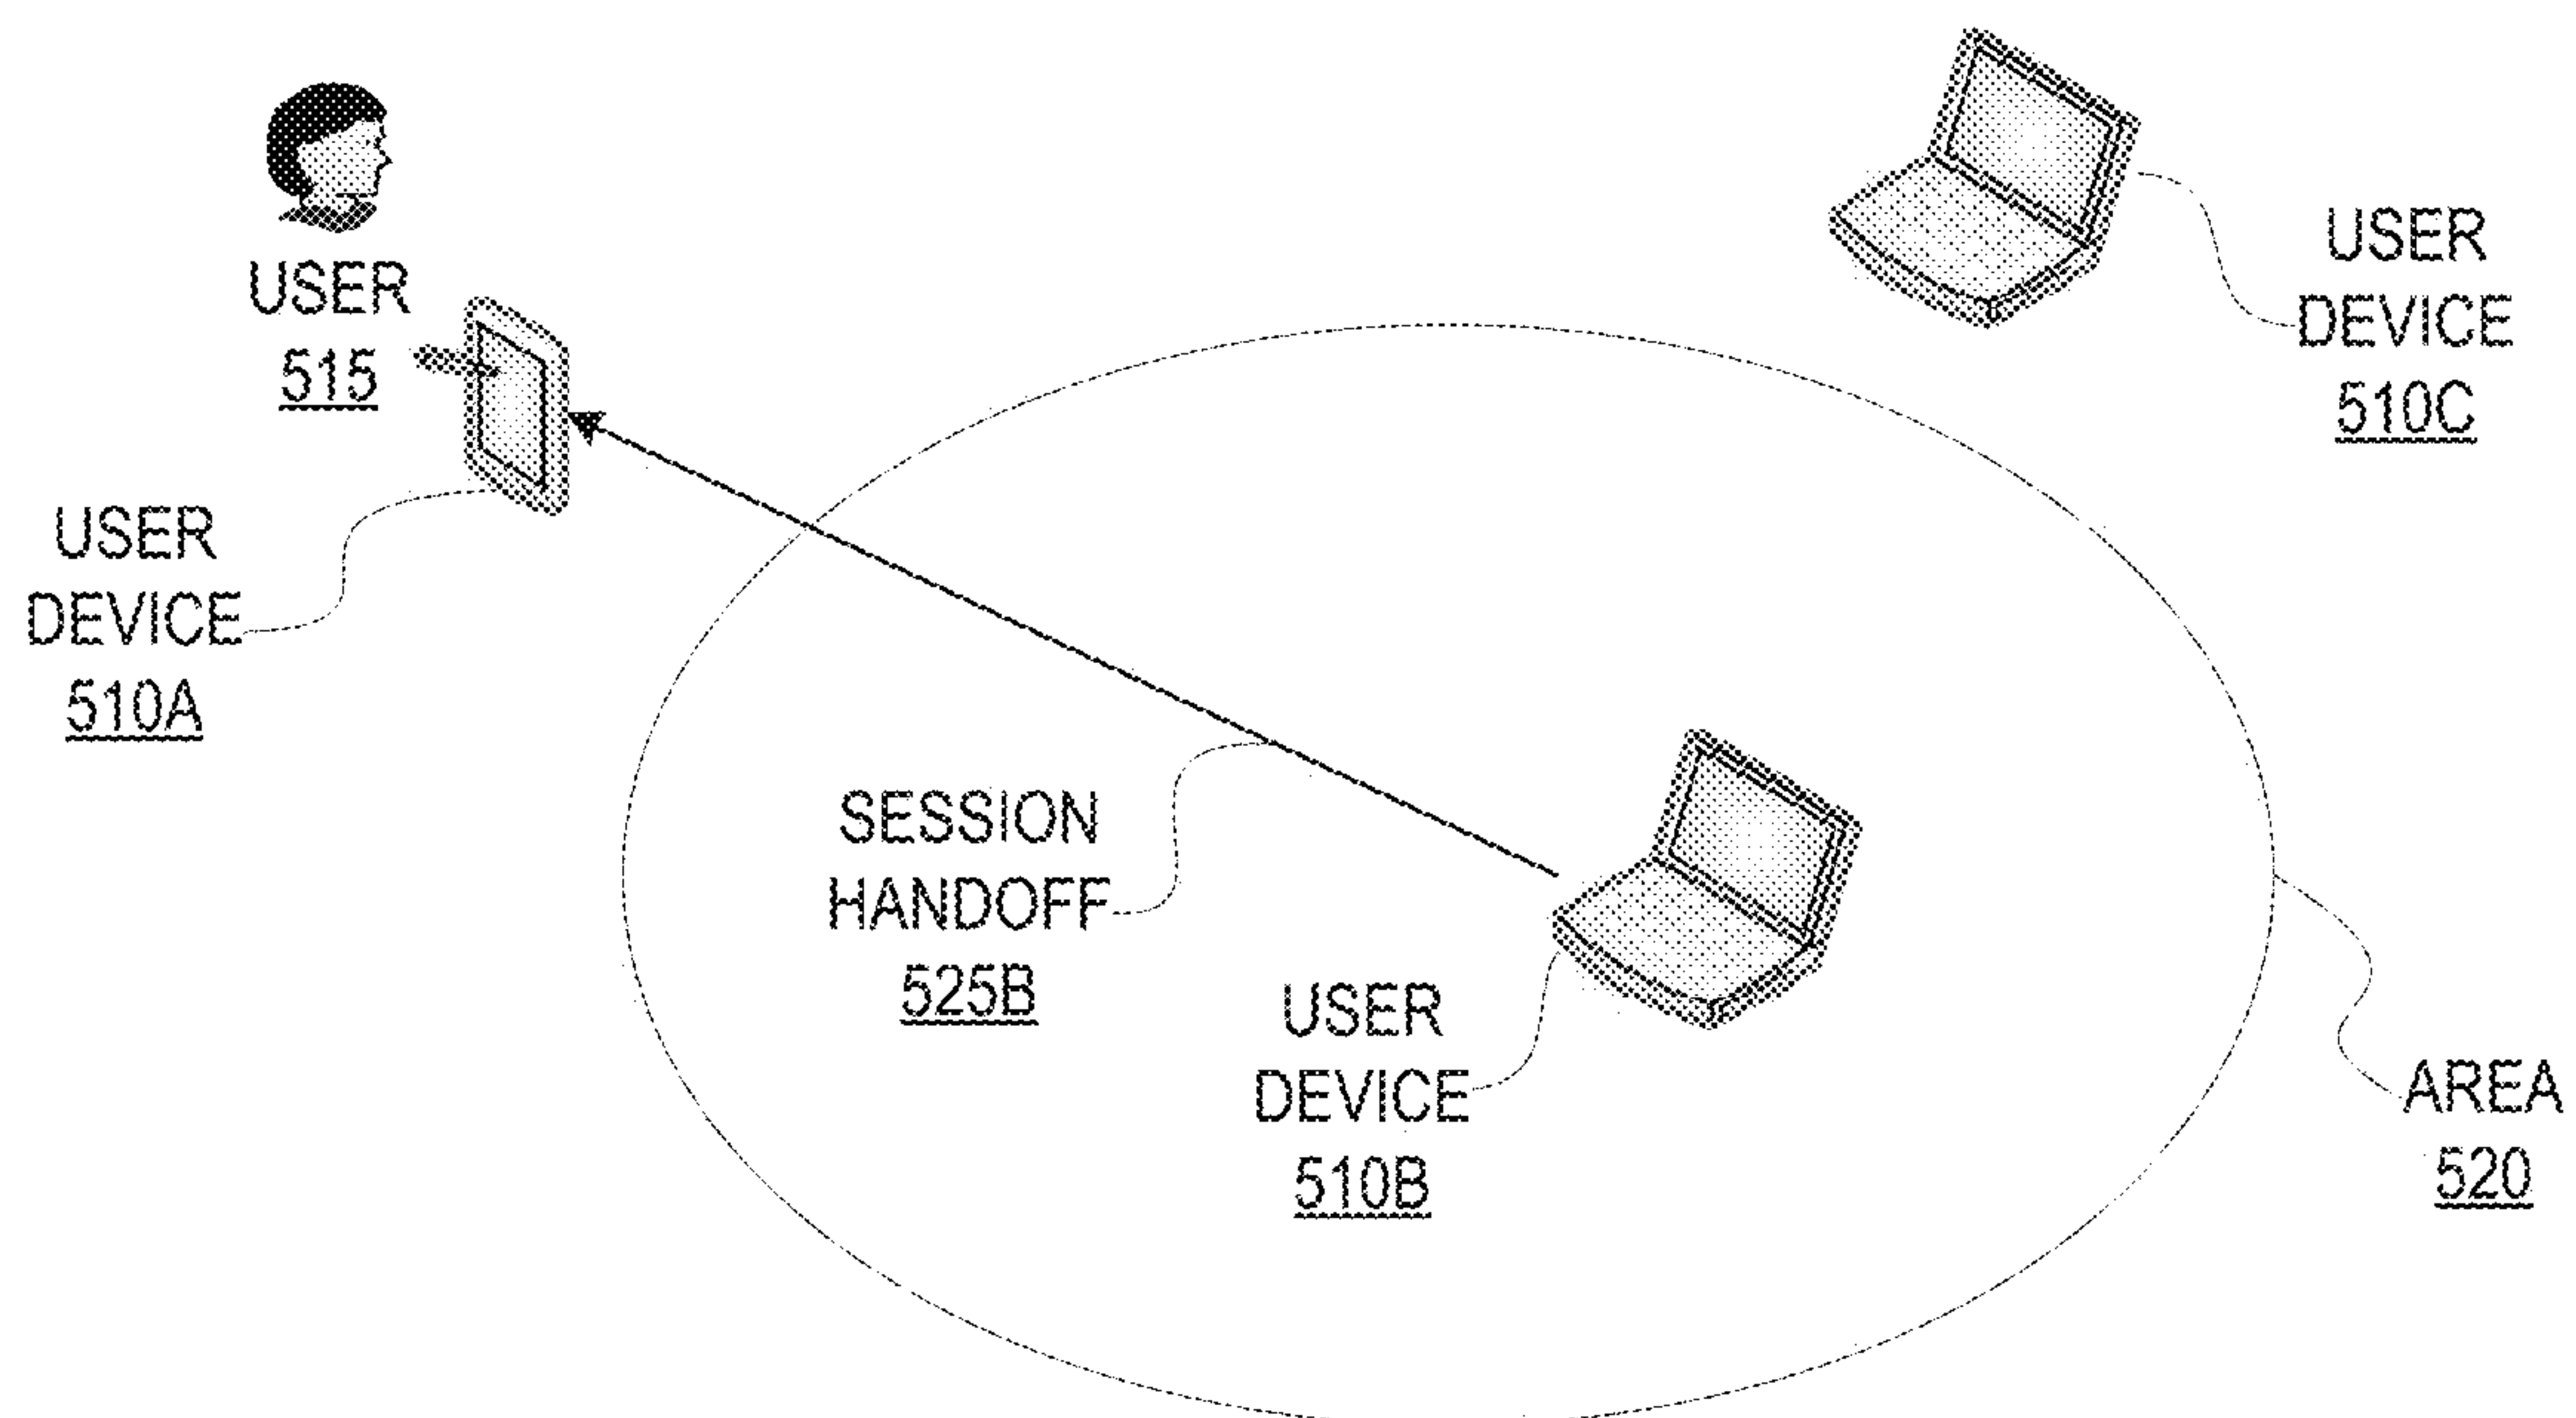 USER
515
USER
DEVICE
510C
USER
DEVICE
510A
SESSION
HANDOFF
525B
USER
DEVICE
510B
AREA
520